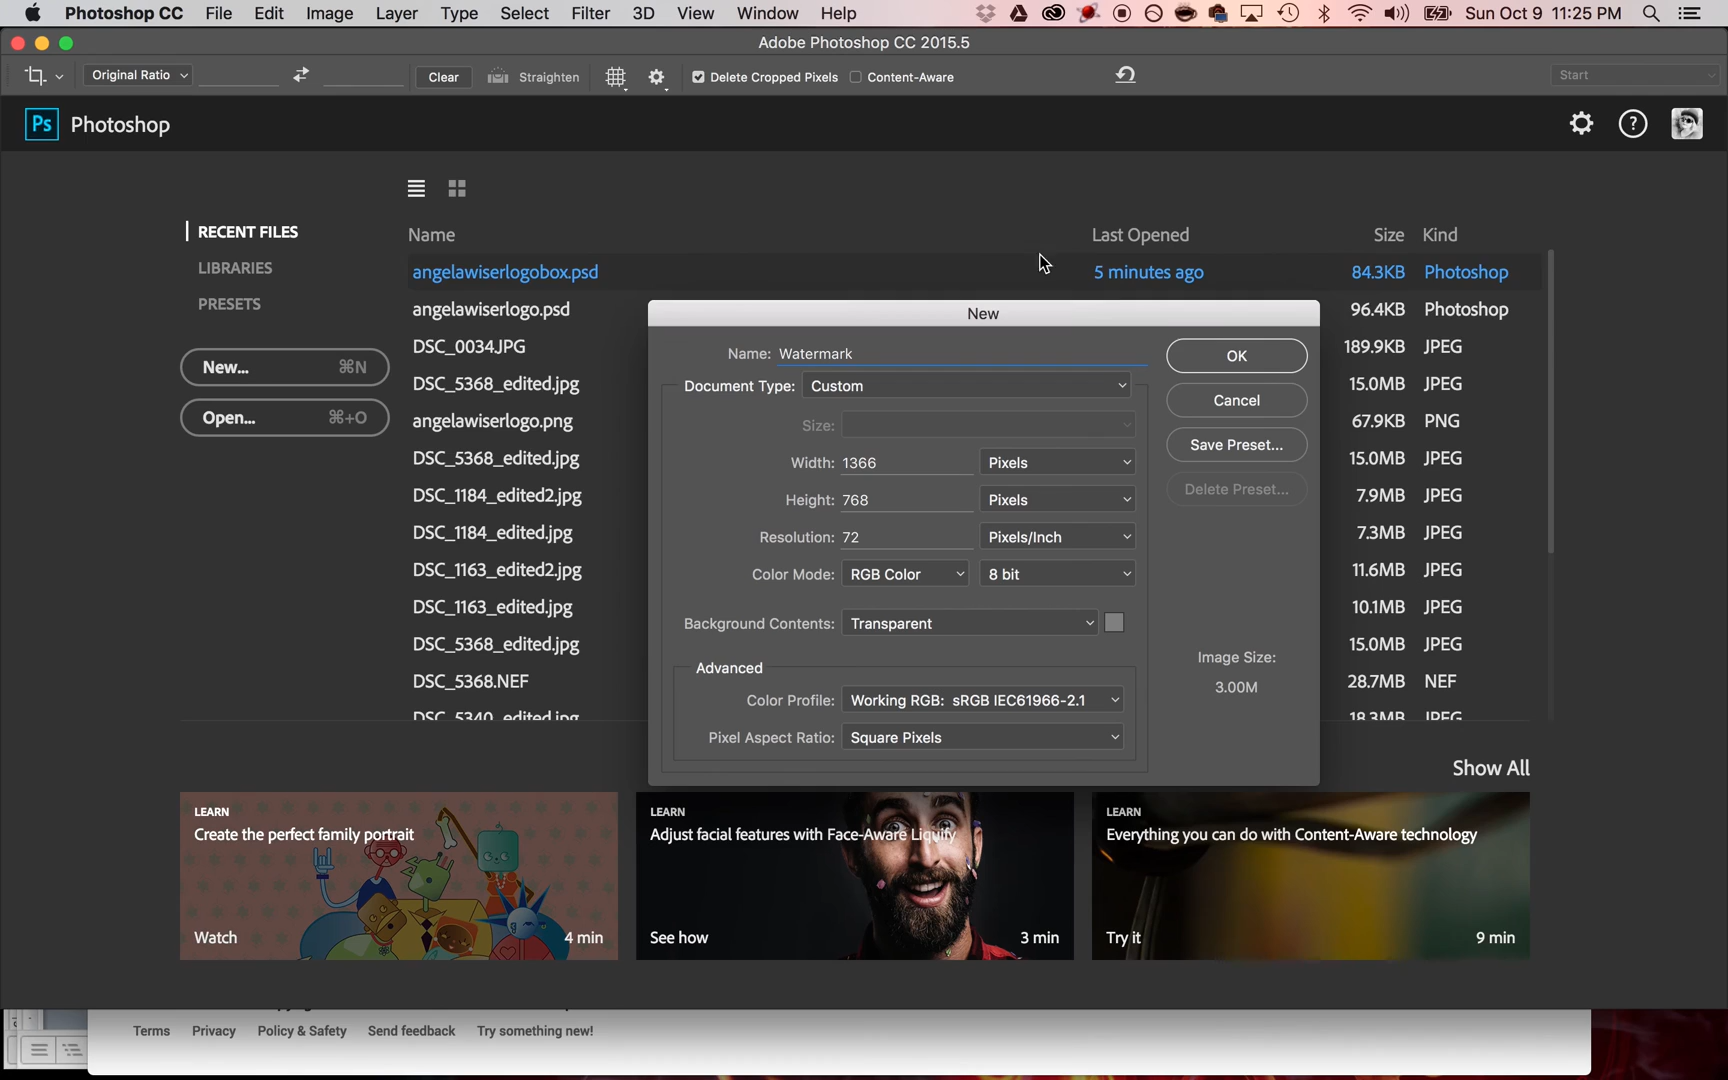 Photoshop CC File Edit Image Layer Type Select Filter 3D View Window Help Sun Oct 9 11:25 PM
Adobe Photoshop CC 2015.5
Original Ratio Clear Straighten Delete Cropped Pixels Content-Aware Start
Ps Photoshop
RECENT FILES
LIBRARIES
PRESETS
New... ⌘N
Open... ⌘+O
Name Last Opened Size Kind
angelawiserlogobox.psd 5 minutes ago 84.3KB Photoshop
angelawiserlogo.psd 96.4KB Photoshop
DSC_0034.JPG 189.9KB JPEG
DSC_5368_edited.jpg 15.0MB JPEG
angelawiserlogo.png 67.9KB PNG
DSC_5368_edited.jpg 15.0MB JPEG
DSC_1184_edited2.jpg 7.9MB JPEG
DSC_1184_edited.jpg 7.3MB JPEG
DSC_1163_edited2.jpg 11.6MB JPEG
DSC_1163_edited.jpg 10.1MB JPEG
DSC_5368_edited.jpg 15.0MB JPEG
DSC_5368.NEF 28.7MB NEF
DSC_5340_edited.jpg 18.3MB JPEG
New
Name: Watermark
Document Type: Custom
Size:
Width: 1366 Pixels
Height: 768 Pixels
Resolution: 72 Pixels/Inch
Color Mode: RGB Color 8 bit
Background Contents: Transparent
Advanced
Color Profile: Working RGB: sRGB IEC61966-2.1
Pixel Aspect Ratio: Square Pixels
OK
Cancel
Save Preset...
Delete Preset...
Image Size:
3.00M
Show All
LEARN
Create the perfect family portrait
Watch 4 min
LEARN
Adjust facial features with Face-Aware Liquify
See how 3 min
LEARN
Everything you can do with Content-Aware technology
Try it 9 min
Terms Privacy Policy & Safety Send feedback Try something new!